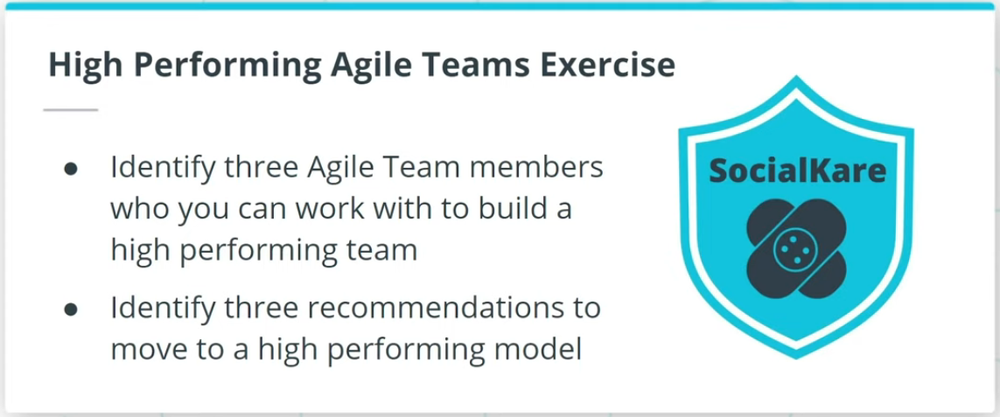 High Performing Agile Teams Exercise
● Identify three Agile Team members
who you can work with to build a
high performing team
● Identify three recommendations to
move to a high performing model
SocialKare